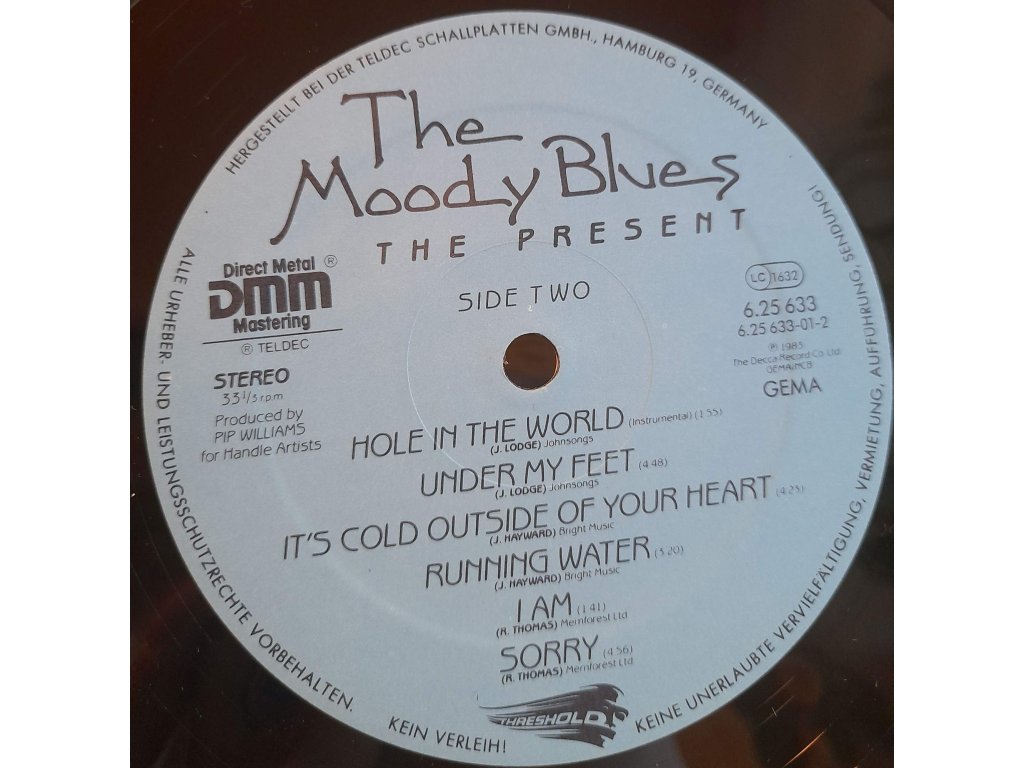 HERGESTELLT BEI DER TELDEC SCHALLPLATTEN GMBH., HAMBURG 19, GERMANY
The
Moody Blues
THE PRESENT
Direct Metal ®
DMM
Mastering
® TELDEC
SIDE TWO
LC 1632
6.25 633
6.25 633-01-2
STEREO
33 1/3 r.p.m.
Produced by
PIP WILLIAMS
for Handle Artists
The Decca Record Co. Ltd.
GEMA/NCB
GEMA
HOLE IN THE WORLD (Instrumental) (1:55)
(J. LODGE) Johnsongs
UNDER MY FEET (4:48)
(J. LODGE) Johnsongs
IT'S COLD OUTSIDE OF YOUR HEART (4:25)
(J. HAYWARD) Bright Music
RUNNING WATER (3:20)
(J. HAYWARD) Bright Music
I AM (1:41)
(R. THOMAS) Mernforest Ltd
SORRY (4:56)
(R. THOMAS) Mernforest Ltd
THRESHOLD
ALLE URHEBER- UND LEISTUNGSSCHUTZRECHTE VORBEHALTEN.
KEIN VERLEIH!
KEINE UNERLAUBTE VERVIELFÄLTIGUNG, VERMIETUNG, AUFFÜHRUNG, SENDUNG!